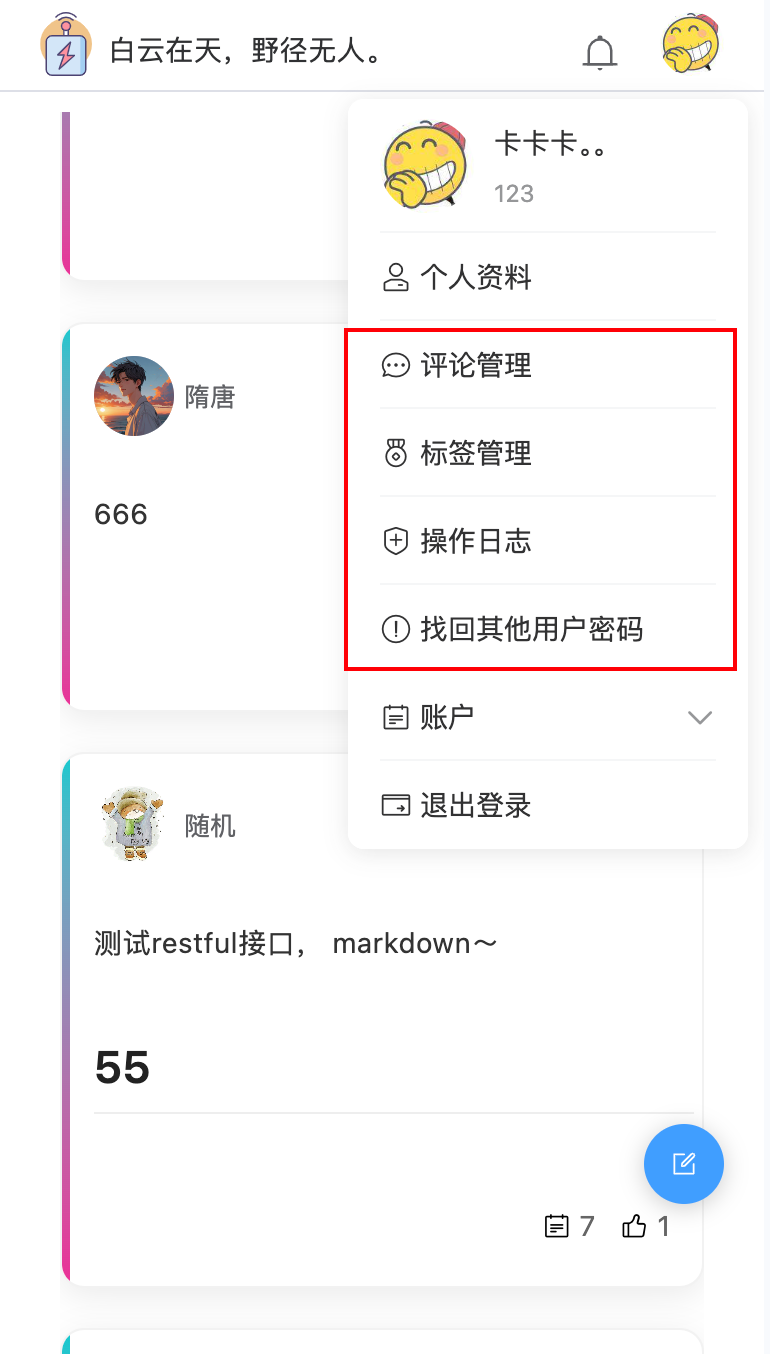 白云在天，野径无人。
卡卡卡。。
123
个人资料
评论管理
标签管理
操作日志
找回其他用户密码
账户
退出登录
隋唐
666
随机
测试restful接口， markdown～
55
7
1